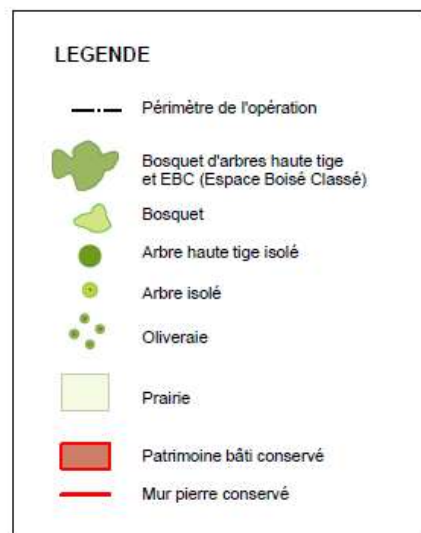 LEGENDE
Périmètre de l'opération
Bosquet d'arbres haute tige
et EBC (Espace Boisé Classé)
Bosquet
Arbre haute tige isolé
Arbre isolé
Oliveraie
Prairie
Patrimoine bâti conservé
Mur pierre conservé